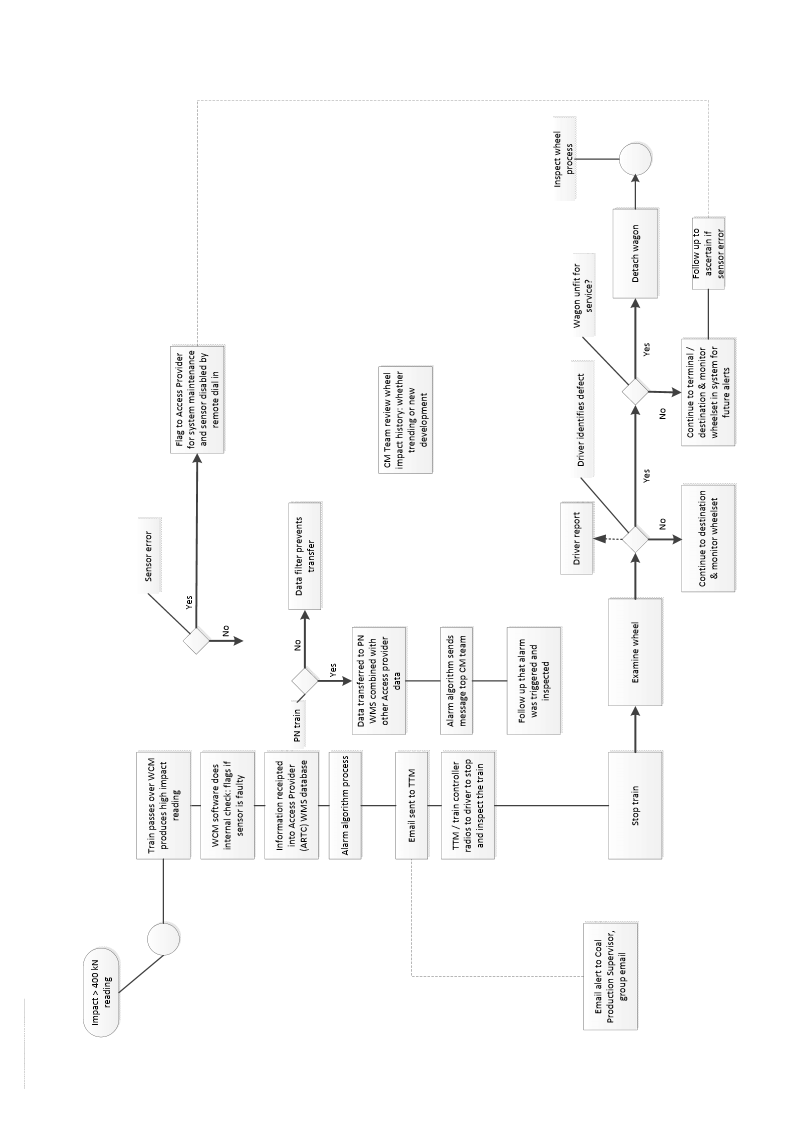 Impact > 400 kN
reading
Train passes over WCM
produces high impact
reading
WCM software does
internal check: flags if
sensor is faulty
Information receipted
into Access Provider
(ARTC) WMS database
Alarm algorithm process
Email sent to TTM
TTM / train controller
radios to driver to stop
and inspect the train
Stop train
Email alert to Coal
Production Supervisor,
group email
Sensor error
Yes
No
Flag to Access Provider
for system maintenance
and sensor disabled by
remote dial in
PN train
No
Yes
Data filter prevents
transfer
Data transferred to PN
WMS combined with
other Access provider
data
Alarm algorithm sends
message top CM team
Follow up that alarm
was triggered and
inspected
CM Team review wheel
impact history: whether
trending or new
development
Examine wheel
Driver report
Driver identifies defect
Yes
No
Continue to destination
& monitor wheelset
Wagon unfit for
service?
Yes
No
Continue to terminal /
destination & monitor
wheelset in system for
future alerts
Detach wagon
Follow up to
ascertain if
sensor error
Inspect wheel
process